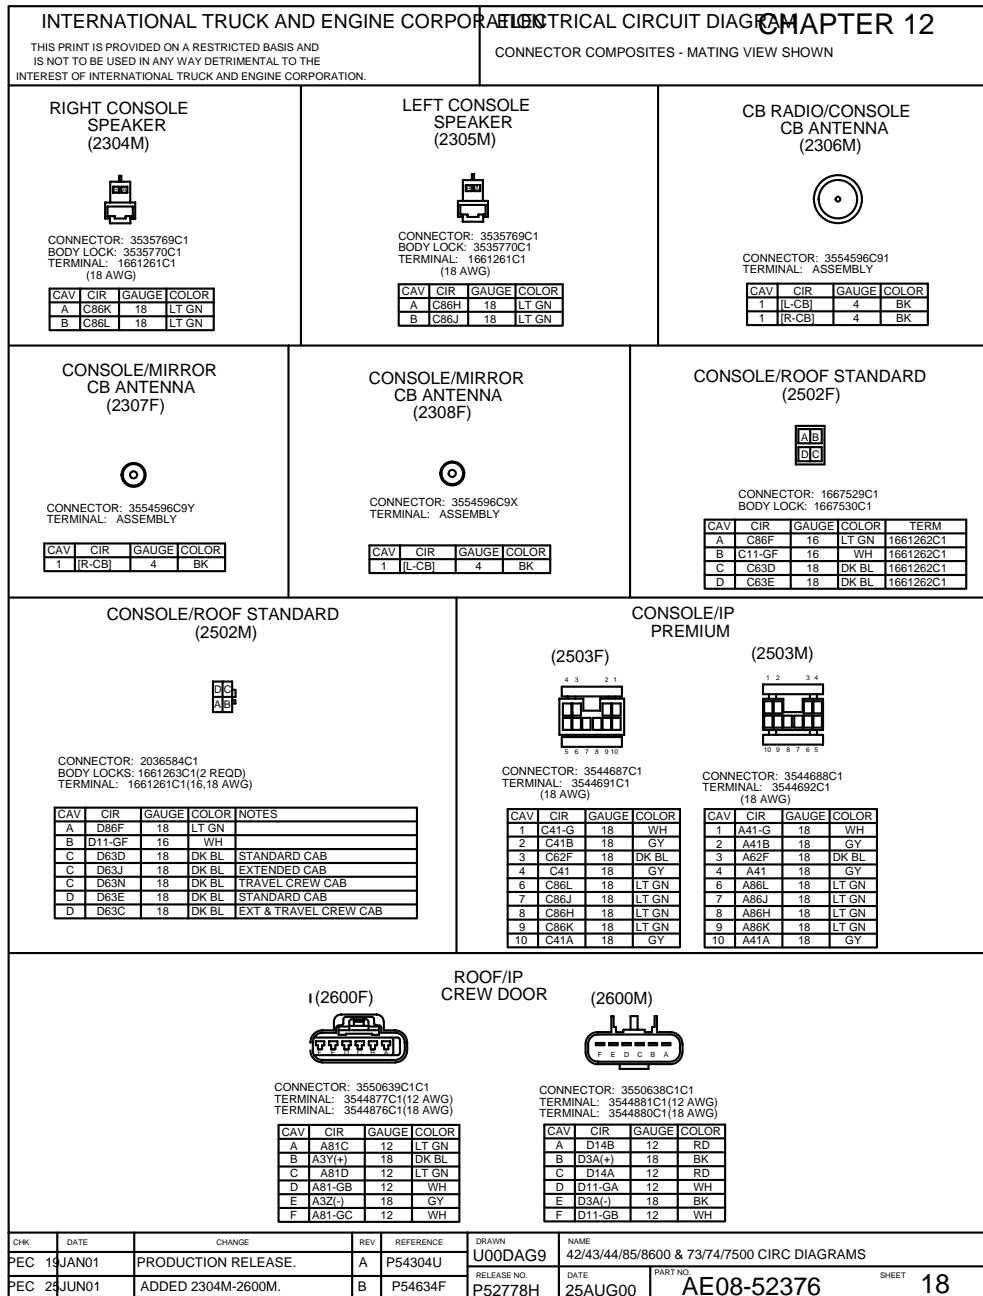 INTERNATIONAL TRUCK AND ENGINE CORPORATION
THIS PRINT IS PROVIDED ON A RESTRICTED BASIS AND
IS NOT TO BE USED IN ANY WAY DETRIMENTAL TO THE
INTEREST OF INTERNATIONAL TRUCK AND ENGINE CORPORATION.
ELECTRICAL CIRCUIT DIAGRAM
CHAPTER 12
CONNECTOR COMPOSITES - MATING VIEW SHOWN
RIGHT CONSOLE
SPEAKER
(2304M)
CONNECTOR: 3535769C1
BODY LOCK: 3535770C1
TERMINAL: 1661261C1
(18 AWG)
CAV CIR GAUGE COLOR
A C86K 18 LT GN
B C86L 18 LT GN
LEFT CONSOLE
SPEAKER
(2305M)
CONNECTOR: 3535769C1
BODY LOCK: 3535770C1
TERMINAL: 1661261C1
(18 AWG)
CAV CIR GAUGE COLOR
A C86H 18 LT GN
B C86J 18 LT GN
CB RADIO/CONSOLE
CB ANTENNA
(2306M)
CONNECTOR: 3554596C91
TERMINAL: ASSEMBLY
CAV CIR GAUGE COLOR
1 [L-CB] 4 BK
1 [R-CB] 4 BK
CONSOLE/MIRROR
CB ANTENNA
(2307F)
CONNECTOR: 3554596C9Y
TERMINAL: ASSEMBLY
CAV CIR GAUGE COLOR
1 [R-CB] 4 BK
CONSOLE/MIRROR
CB ANTENNA
(2308F)
CONNECTOR: 3554596C9X
TERMINAL: ASSEMBLY
CAV CIR GAUGE COLOR
1 [L-CB] 4 BK
CONSOLE/ROOF STANDARD
(2502F)
A B
D C
CONNECTOR: 1667529C1
BODY LOCK: 1667530C1
CAV CIR GAUGE COLOR TERM
A C86F 16 LT GN 1661262C1
B C11-GF 16 WH 1661262C1
C C63D 18 DK BL 1661262C1
D C63E 18 DK BL 1661262C1
CONSOLE/ROOF STANDARD
(2502M)
D C
A B
CONNECTOR: 2036584C1
BODY LOCKS: 1661263C1(2 REQD)
TERMINAL: 1661261C1(16,18 AWG)
CAV CIR GAUGE COLOR NOTES
A D86F 18 LT GN
B D11-GF 16 WH
C D63D 18 DK BL STANDARD CAB
C D63J 18 DK BL EXTENDED CAB
C D63N 18 DK BL TRAVEL CREW CAB
D D63E 18 DK BL STANDARD CAB
D D63C 18 DK BL EXT & TRAVEL CREW CAB
CONSOLE/IP
PREMIUM
(2503F)
4 3 2 1
5 6 7 8 9 10
CONNECTOR: 3544687C1
TERMINAL: 3544691C1
(18 AWG)
CAV CIR GAUGE COLOR
1 C41-G 18 WH
2 C41B 18 GY
3 C62F 18 DK BL
4 C41 18 GY
6 C86L 18 LT GN
7 C86J 18 LT GN
8 C86H 18 LT GN
9 C86K 18 LT GN
10 C41A 18 GY
(2503M)
1 2 3 4
10 9 8 7 6 5
CONNECTOR: 3544688C1
TERMINAL: 3544692C1
(18 AWG)
CAV CIR GAUGE COLOR
1 A41-G 18 WH
2 A41B 18 GY
3 A62F 18 DK BL
4 A41 18 GY
6 A86L 18 LT GN
7 A86J 18 LT GN
8 A86H 18 LT GN
9 A86K 18 LT GN
10 A41A 18 GY
ROOF/IP
CREW DOOR
(2600F)
F E D C B A
CONNECTOR: 3550639C1C1
TERMINAL: 3544877C1(12 AWG)
TERMINAL: 3544876C1(18 AWG)
CAV CIR GAUGE COLOR
A A81C 12 LT GN
B A3Y(+) 18 DK BL
C A81D 12 LT GN
D A81-GB 12 WH
E A3Z(-) 18 GY
F A81-GC 12 WH
(2600M)
F E D C B A
CONNECTOR: 3550638C1C1
TERMINAL: 3544881C1(12 AWG)
TERMINAL: 3544880C1(18 AWG)
CAV CIR GAUGE COLOR
A D14B 12 RD
B D3A(+) 18 BK
C D14A 12 RD
D D11-GA 12 WH
E D3A(-) 18 BK
F D11-GB 12 WH
CHK DATE CHANGE REV REFERENCE
PEC 19JAN01 PRODUCTION RELEASE. A P54304U
PEC 25JUN01 ADDED 2304M-2600M. B P54634F
DRAWN
U00DAG9
NAME
42/43/44/85/8600 & 73/74/7500 CIRC DIAGRAMS
RELEASE NO.
P52778H
DATE
25AUG00
PART NO.
AE08-52376
SHEET 18